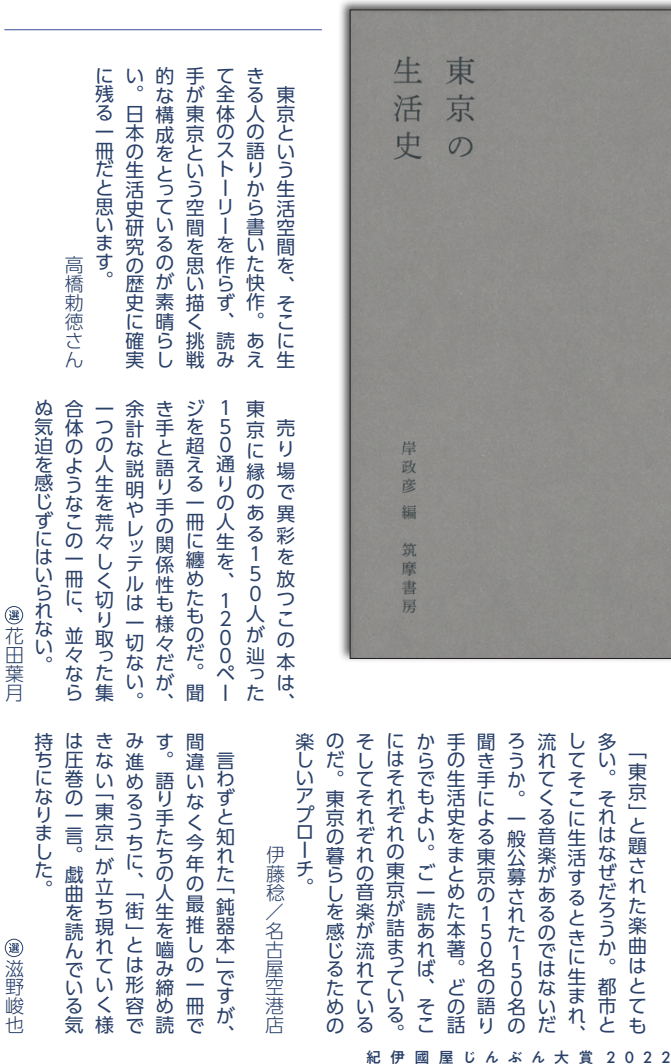 東京の
生活史
岸政彦 編　筑摩書房
東京という生活空間を、そこに生
きる人の語りから書いた快作。あえ
て全体のストーリーを作らず、読み
手が東京という空間を思い描く挑戦
的な構成をとっているのが素晴らし
い。日本の生活史研究の歴史に確実
に残る一冊だと思います。
高橋勅徳さん
売り場で異彩を放つこの本は、
東京に縁のある150人が辿った
150通りの人生を、1200ペー
ジを超える一冊に纏めたものだ。聞
き手と語り手の関係性も様々だが、
余計な説明やレッテルは一切ない。
一つの人生を荒々しく切り取った集
合体のようなこの一冊に、並々なら
ぬ気迫を感じずにはいられない。
㊟花田葉月
「東京」と題された楽曲はとても
多い。それはなぜだろうか。都市と
してそこに生活するときに生まれ、
流れてくる音楽があるのではないだ
ろうか。一般公募された150名の
聞き手による東京の150名の語り
手の生活史をまとめた本著。どの話
からでもよい。ご一読あれば、そこ
にはそれぞれの東京が詰まっている。
そしてそれぞれの音楽が流れている
のだ。東京の暮らしを感じるための
楽しいアプローチ。
伊藤稔／名古屋空港店
言わずと知れた「鈍器本」ですが、
間違いなく今年の最推しの一冊で
す。語り手たちの人生を噛み締め読
み進めるうちに、「街」とは形容で
きない「東京」が立ち現れていく様
は圧巻の一言。戯曲を読んでいる気
持ちになりました。
選 滋野峻也
紀伊國屋じんぶん大賞2022